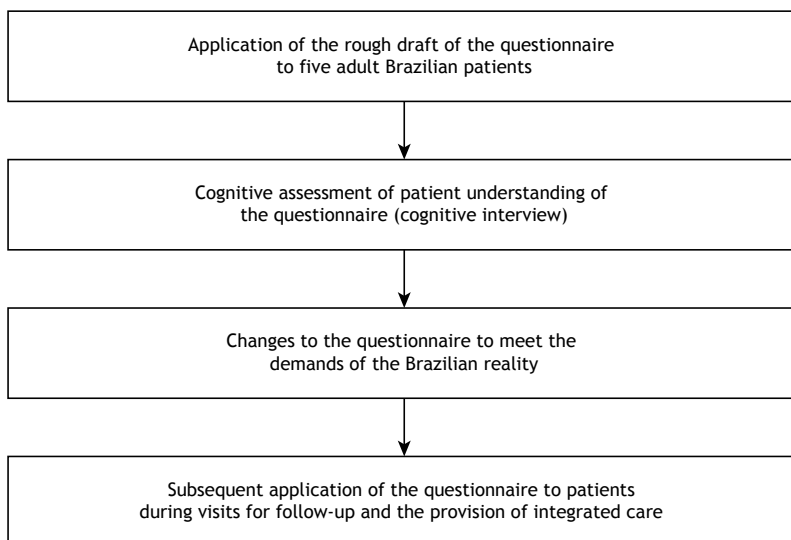 Application of the rough draft of the questionnaire
to five adult Brazilian patients
Cognitive assessment of patient understanding of
the questionnaire (cognitive interview)
Changes to the questionnaire to meet the
demands of the Brazilian reality
Subsequent application of the questionnaire to patients
during visits for follow-up and the provision of integrated care